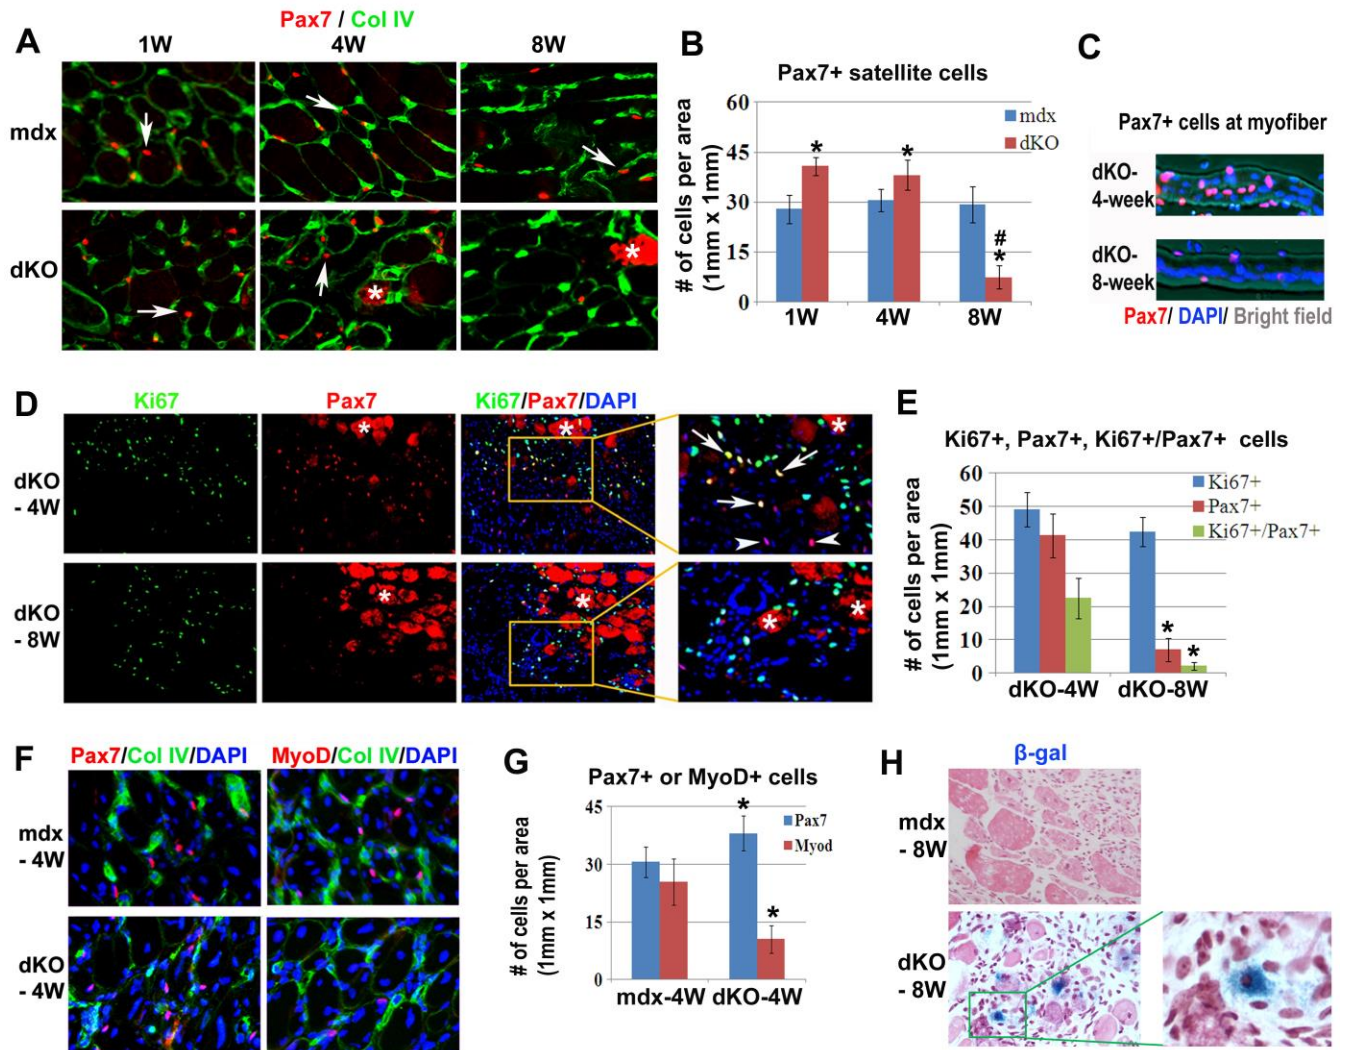 A
Pax7 / Col IV
1W
4W
8W
mdx
dKO
*
*
B
Pax7+ satellite cells
# of cells per area
(1mm x 1mm)
60
45
30
15
0
mdx
dKO
*
*
#
*
1W
4W
8W
C
Pax7+ cells at myofiber
dKO-
4-week
dKO-
8-week
Pax7/ DAPI/ Bright field
D
Ki67
Pax7
Ki67/Pax7/DAPI
dKO
- 4W
*
*
*
dKO
- 8W
*
*
*
*
E
Ki67+, Pax7+, Ki67+/Pax7+ cells
# of cells per area
(1mm x 1mm)
60
50
40
30
20
10
0
Ki67+
Pax7+
Ki67+/Pax7+
*
*
dKO-4W
dKO-8W
F
Pax7/Col IV/DAPI
MyoD/Col IV/DAPI
mdx
- 4W
dKO
- 4W
G
Pax7+ or MyoD+ cells
# of cells per area
(1mm x 1mm)
45
30
15
0
Pax7
Myod
*
*
mdx-4W
dKO-4W
H
β-gal
mdx
- 8W
dKO
- 8W